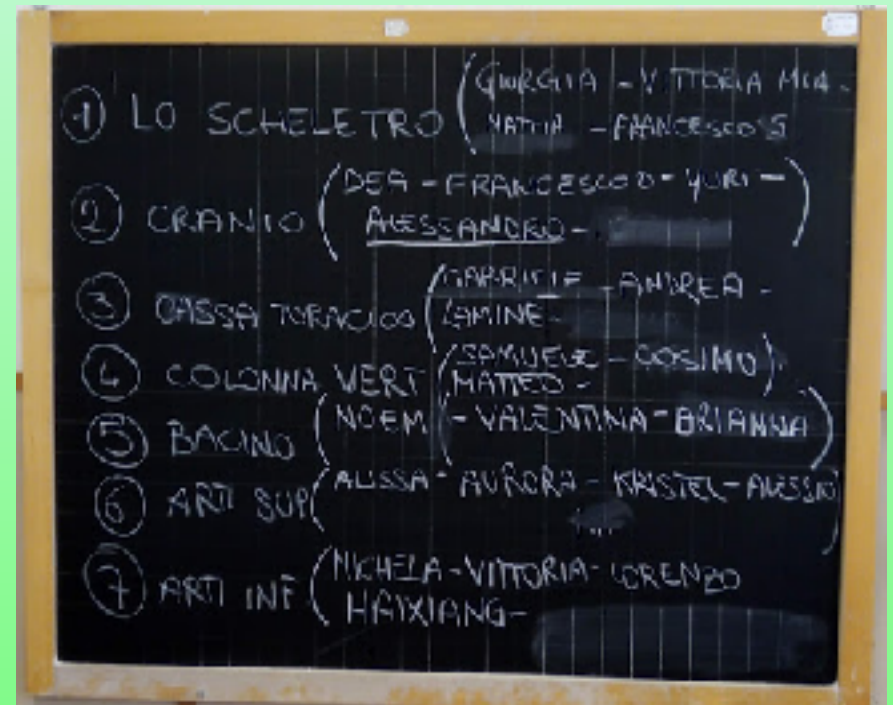 1 LO SCHELETRO (GIORGIA - VITTORIA MIA -
MATTIA - FRANCESCO S
2 CRANIO (DEA - FRANCESCO D - YURI -
ALESSANDRO - )
3 CASSA TORACICO (GABRIELE - ANDREA -
LAMINE -
4 COLONNA VERT (SAMUELE - COSIMO)
MATTEO -
5 BACINO (NOEMI - VALENTINA - BRIANNA)
6 ARTI SUP (ALISSA - AURORA - KRISTEL - ALESSIO)
7 ARTI INF (MICHELA - VITTORIA - LORENZO
HAIXIANG -